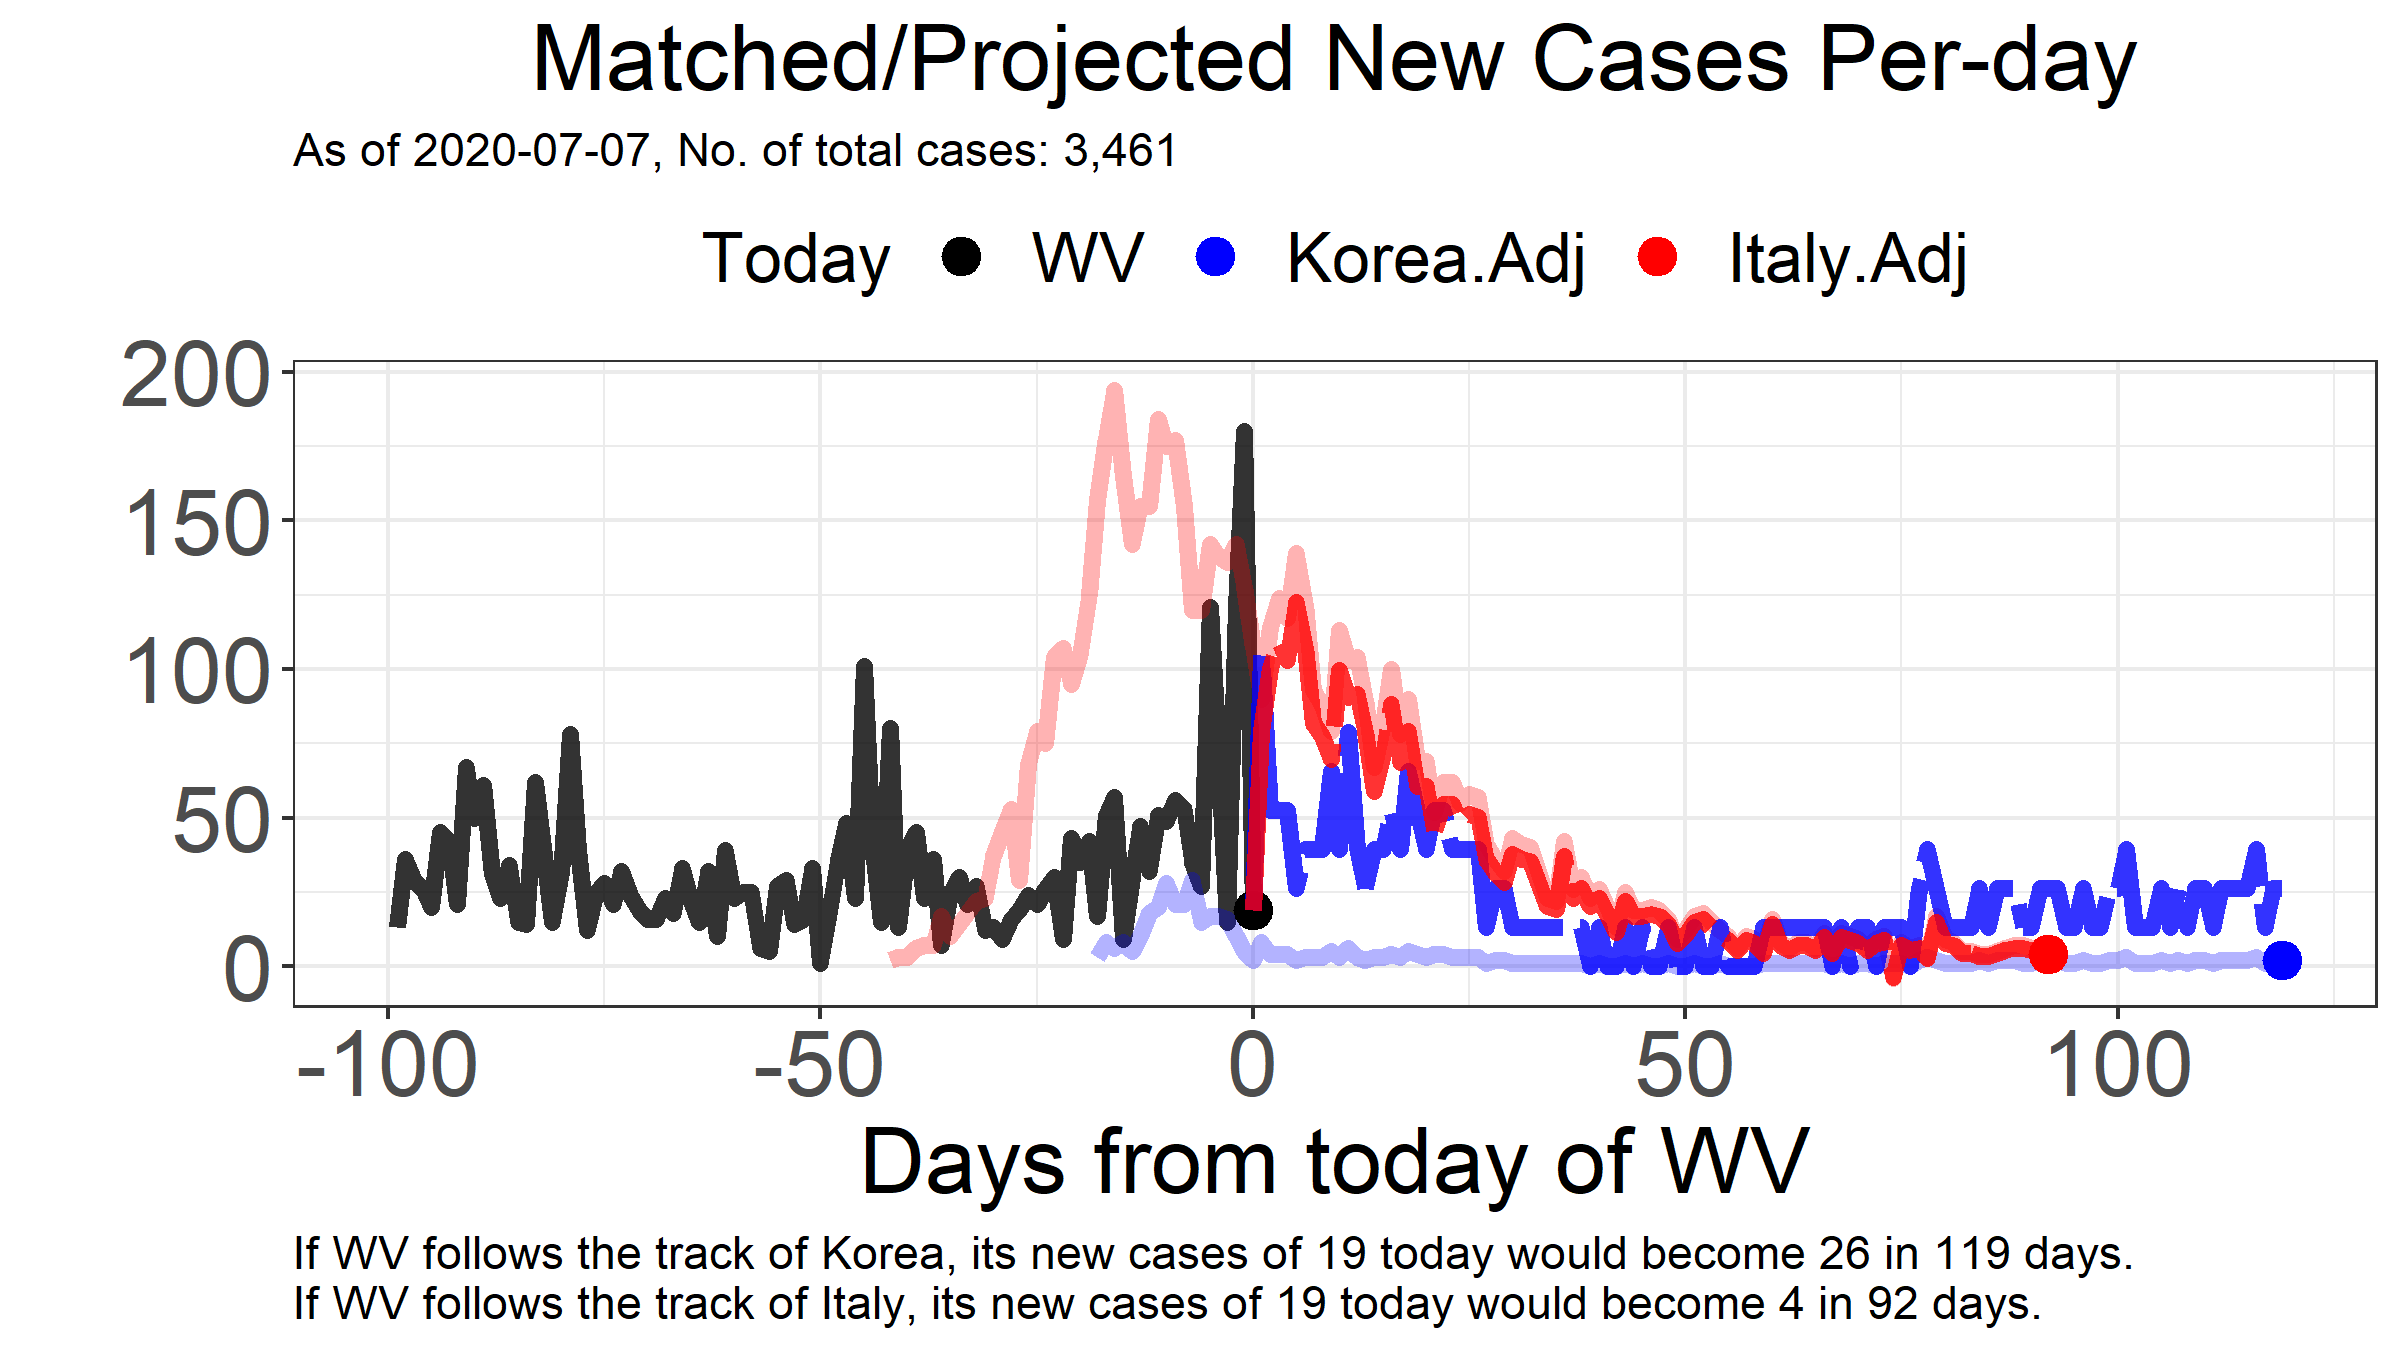 Matched/Projected New Cases Per-day
As of 2020-07-07, No. of total cases: 3,461
Today WV Korea.Adj Italy.Adj
200
150
100
50
0
-100 -50 0 50 100
Days from today of WV
If WV follows the track of Korea, its new cases of 19 today would become 26 in 119 days.
If WV follows the track of Italy, its new cases of 19 today would become 4 in 92 days.